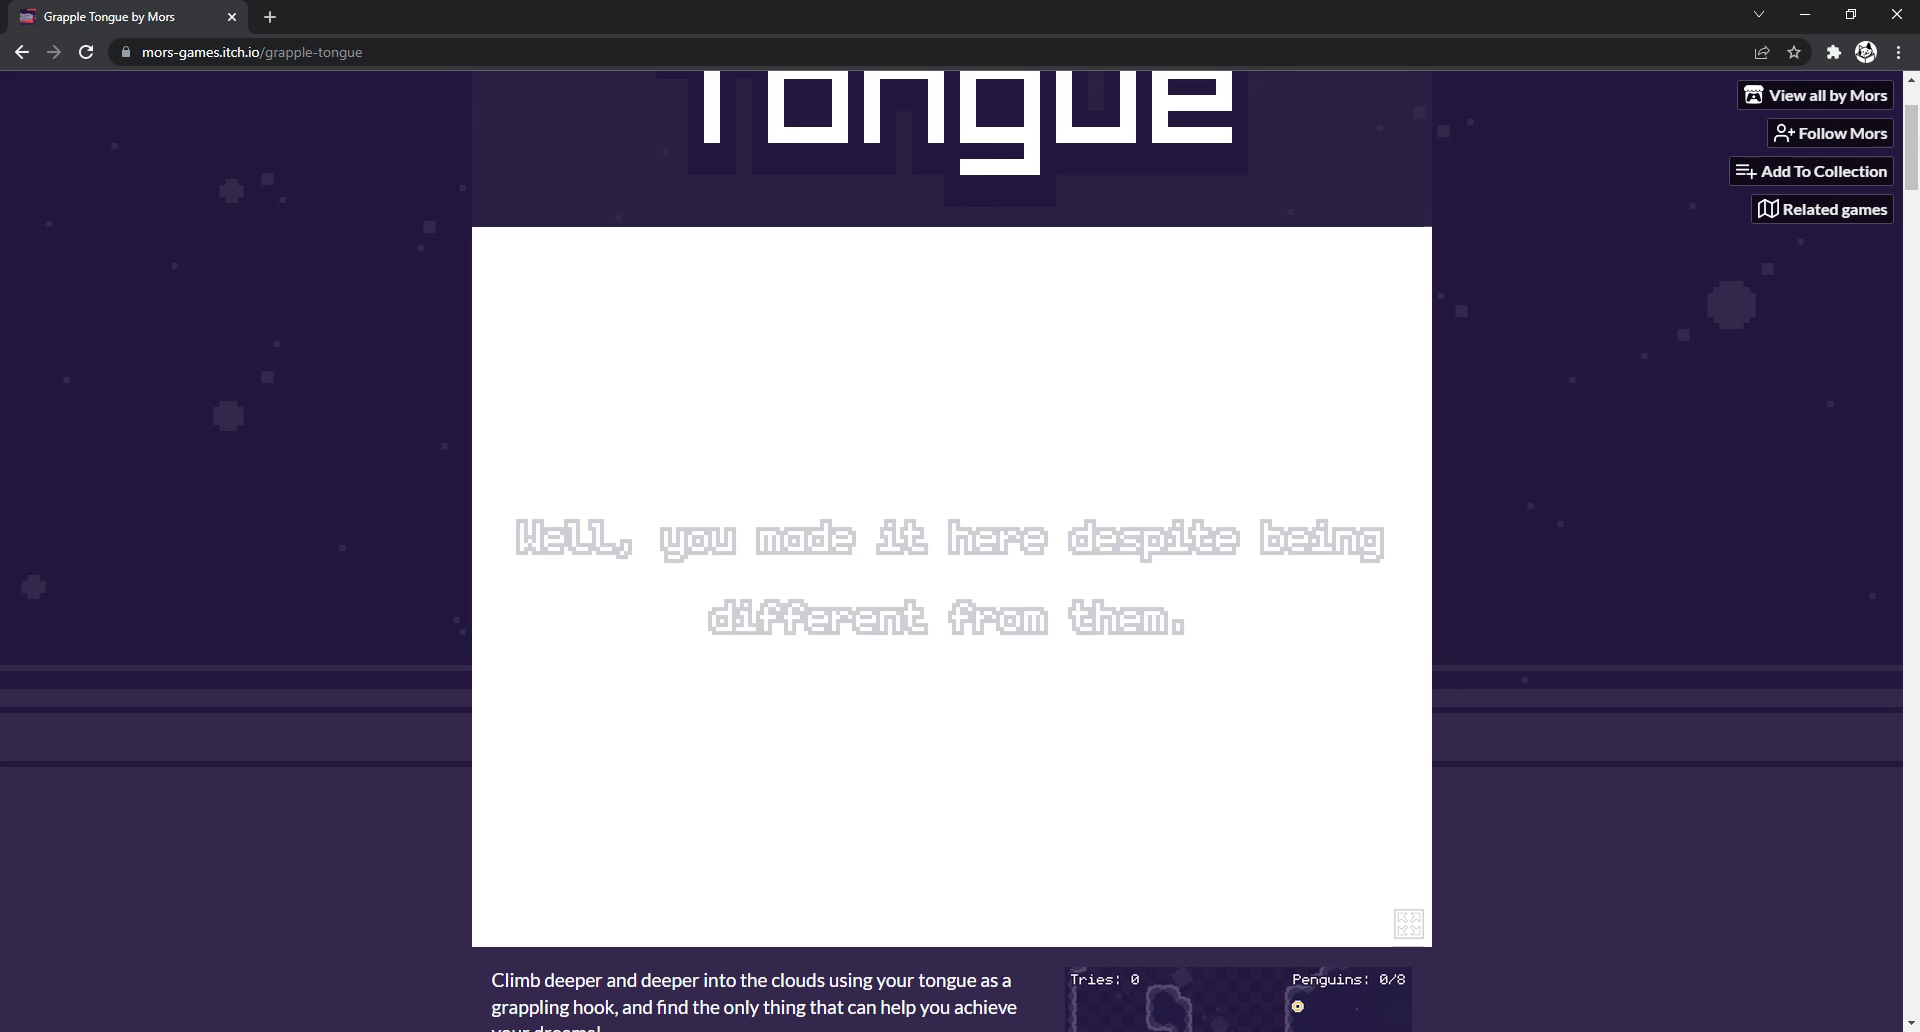 Grapple Tongue by Mors
mors-games.itch.io/grapple-tongue
Tongue
View all by Mors
Follow Mors
Add To Collection
Related games
Well, you made it here despite being
different from them.
Climb deeper and deeper into the clouds using your tongue as a
grappling hook, and find the only thing that can help you achieve
your dreams!
Tries: 0
Penguins: 0/8